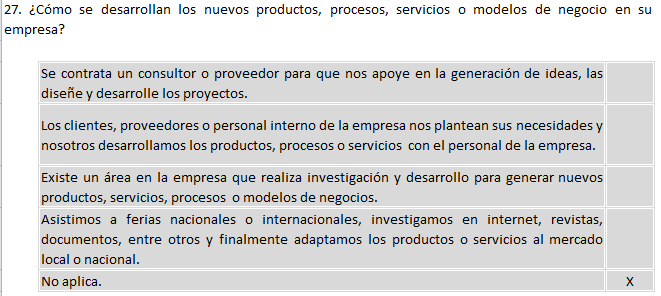 27. ¿Cómo se desarrollan los nuevos productos, procesos, servicios o modelos de negocio en su
empresa?
Se contrata un consultor o proveedor para que nos apoye en la generación de ideas, las
diseñe y desarrolle los proyectos.
Los clientes, proveedores o personal interno de la empresa nos plantean sus necesidades y
nosotros desarrollamos los productos, procesos o servicios con el personal de la empresa.
Existe un área en la empresa que realiza investigación y desarrollo para generar nuevos
productos, servicios, procesos o modelos de negocios.
Asistimos a ferias nacionales o internacionales, investigamos en internet, revistas,
documentos, entre otros y finalmente adaptamos los productos o servicios al mercado
local o nacional.
No aplica. X